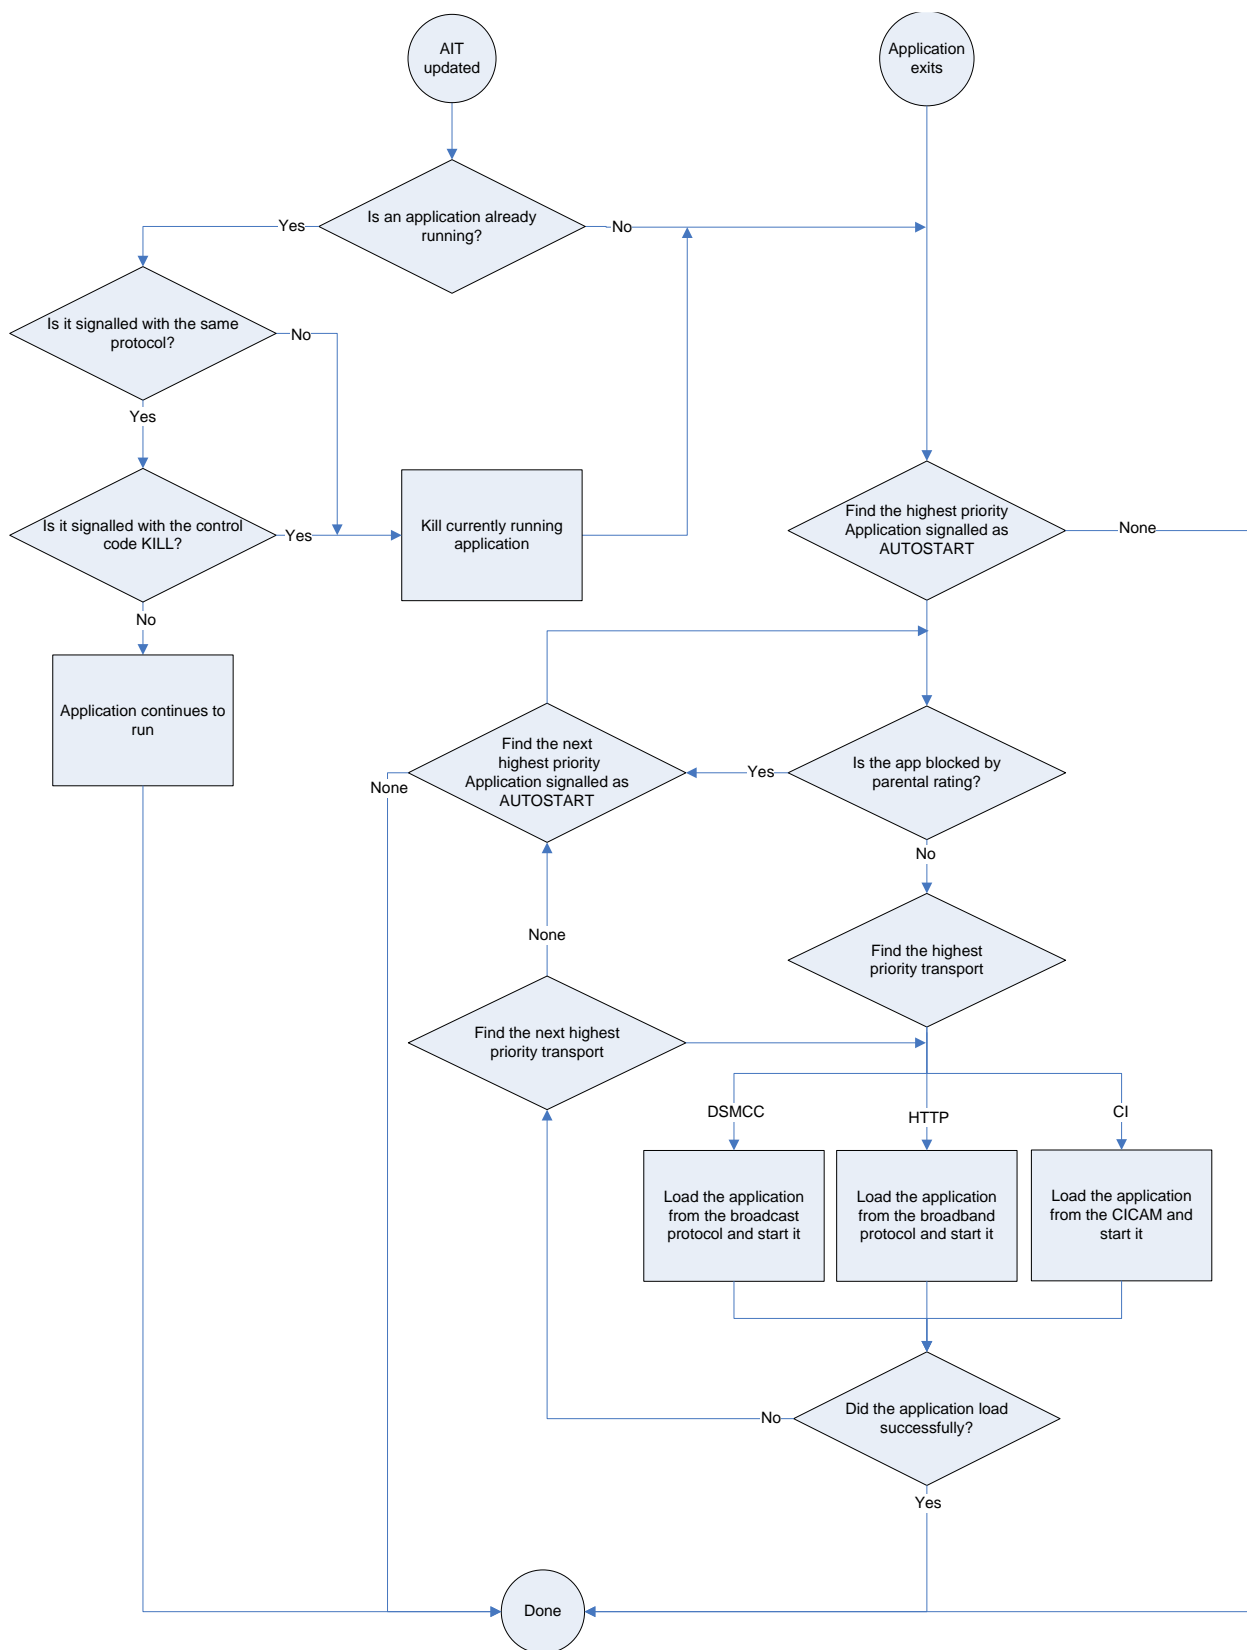 AIT
updated
Application
exits
Is an application already
running?
Yes
No
Is it signalled with the same
protocol?
No
Yes
Is it signalled with the control
code KILL?
Yes
Kill currently running
application
Find the highest priority
Application signalled as
AUTOSTART
None
No
Application continues to
run
Find the next
highest priority
Application signalled as
AUTOSTART
None
Yes
Is the app blocked by
parental rating?
No
None
Find the highest
priority transport
Find the next highest
priority transport
DSMCC
HTTP
CI
Load the application
from the broadcast
protocol and start it
Load the application
from the broadband
protocol and start it
Load the application
from the CICAM and
start it
No
Did the application load
successfully?
Yes
Done